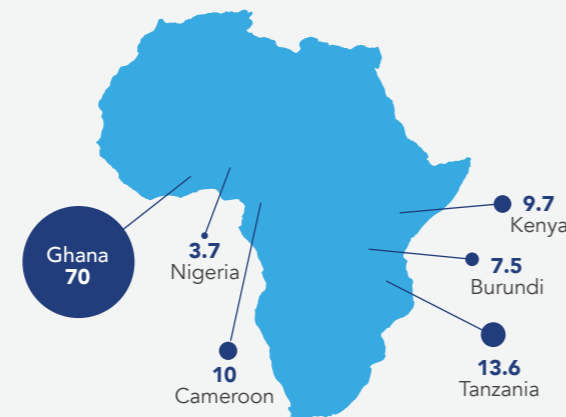 Ghana
70
3.7
Nigeria
10
Cameroon
9.7
Kenya
7.5
Burundi
13.6
Tanzania